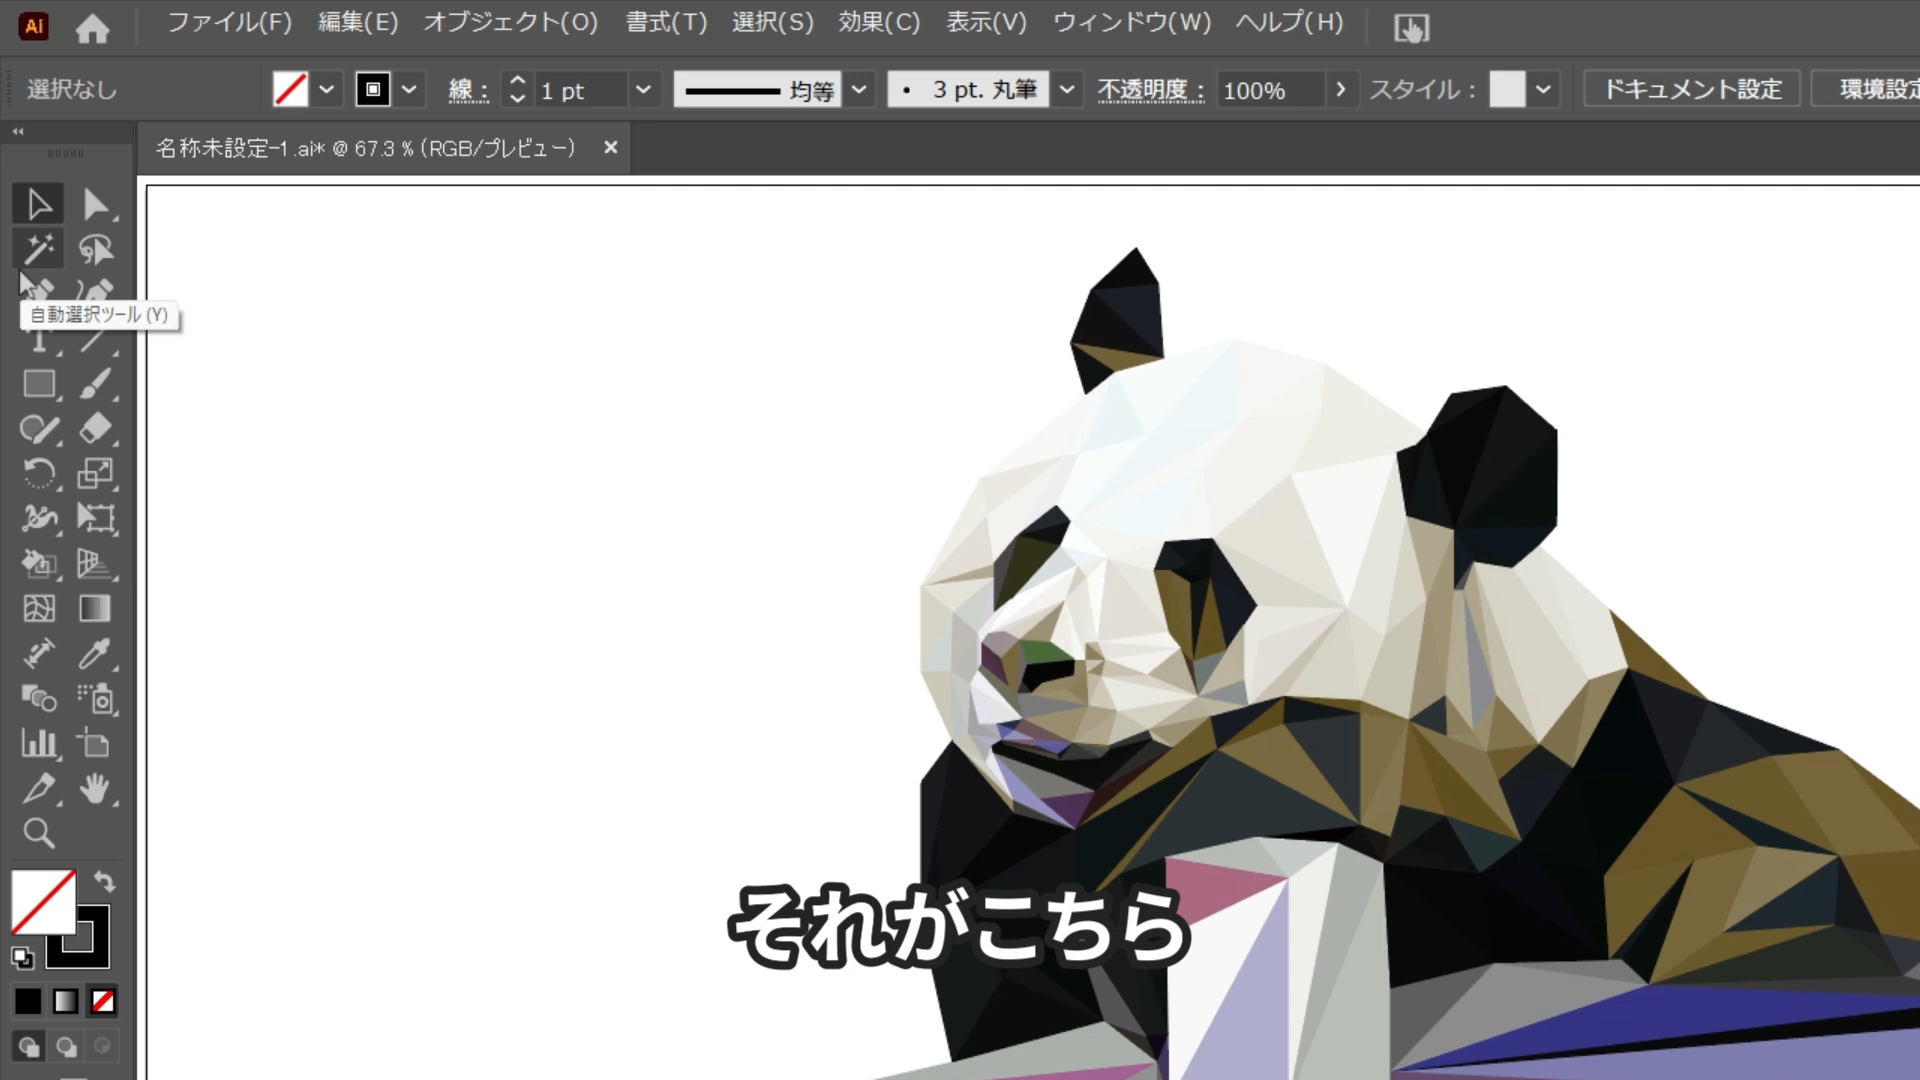 Ai ファイル(F) 編集(E) オブジェクト(O) 書式(T) 選択(S) 効果(C) 表示(V) ウィンドウ(W) ヘルプ(H)
選択なし 線： 1 pt 均等 3 pt. 丸筆 不透明度： 100% スタイル： ドキュメント設定 環境設定
名称未設定-1.ai* @ 67.3 % (RGB/プレビュー) ×
自動選択ツール (Y)
それがこちら